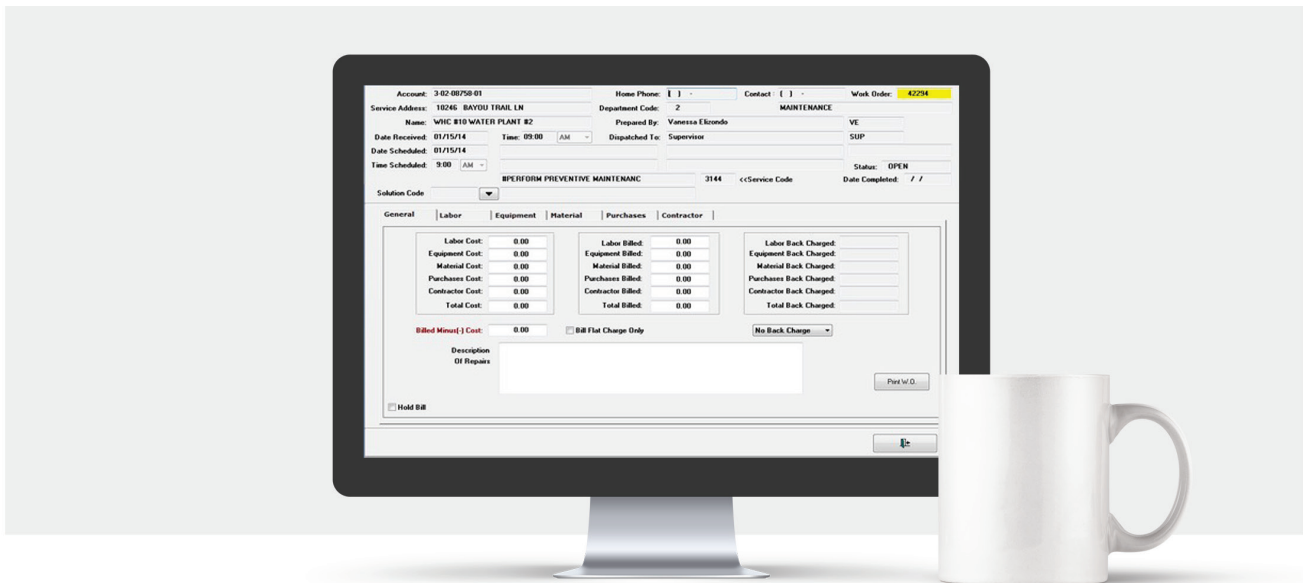 Account: 3-02-08758-01 Home Phone: ( ) - Contact ( ) - Work Order: 42294
Service Address: 10246 BAYOU TRAIL LN Department Code: 2 MAINTENANCE
Name: WHC #10 WATER PLANT #2 Prepared By: Vanessa Elizondo VE
Date Received: 01/15/14 Time: 09:00 AM Dispatched To: Supervisor SUP
Date Scheduled: 01/15/14
Time Scheduled: 9:00 AM Status: OPEN
#PERFORM PREVENTIVE MAINTENANC 3144 <<Service Code Date Completed: / /
Solution Code
General Labor Equipment Material Purchases Contractor
Labor Cost: 0.00 Labor Billed: 0.00 Labor Back Charged:
Equipment Cost: 0.00 Equipment Billed: 0.00 Equipment Back Charged:
Material Cost: 0.00 Material Billed: 0.00 Material Back Charged:
Purchases Cost: 0.00 Purchases Billed: 0.00 Purchases Back Charged:
Contractor Cost: 0.00 Contractor Billed: 0.00 Contractor Back Charged:
Total Cost: 0.00 Total Billed: 0.00 Total Back Charged:
Billed Minus(-) Cost: 0.00 Bill Flat Charge Only No Back Charge
Description
Of Repairs
Print W.O.
Hold Bill